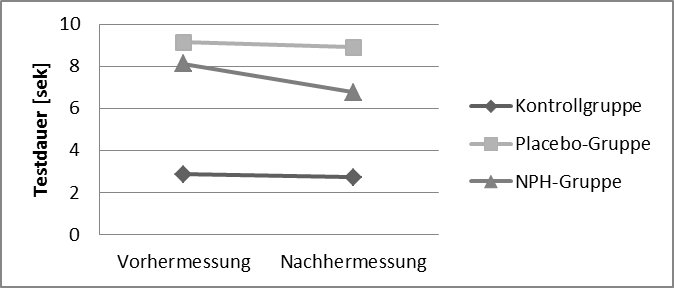 Testdauer [sek]
10
8
6
4
2
0
Vorhermessung
Nachhermessung
Kontrollgruppe
Placebo-Gruppe
NPH-Gruppe